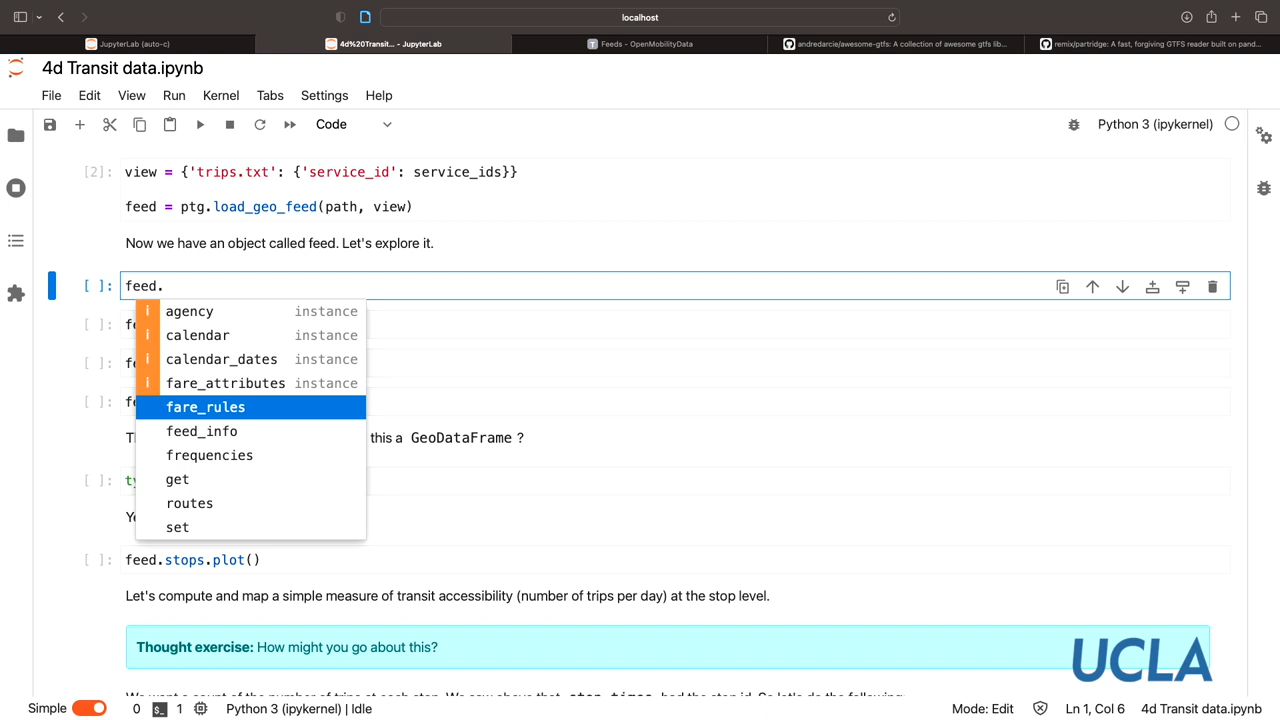 localhost
JupyterLab (auto-c)
4d%20Transit... - JupyterLab
Feeds - OpenMobilityData
andredarcie/awesome-gtfs: A collection of awesome gtfs lib...
remix/partridge: A fast, forgiving GTFS reader built on pand...
4d Transit data.ipynb
File Edit View Run Kernel Tabs Settings Help
Code
Python 3 (ipykernel)
[2]: view = {'trips.txt': {'service_id': service_ids}}
feed = ptg.load_geo_feed(path, view)
Now we have an object called feed. Let's explore it.
[ ]: feed.
i agency instance
i calendar instance
i calendar_dates instance
i fare_attributes instance
fare_rules
feed_info
frequencies
get
routes
set
[ ]: fe
[ ]: fe
[ ]: fe
this a GeoDataFrame ?
[ ]: ty
Ye
[ ]: feed.stops.plot()
Let's compute and map a simple measure of transit accessibility (number of trips per day) at the stop level.
Thought exercise: How might you go about this?
UCLA
Simple 0 $_ 1 Python 3 (ipykernel) | Idle
Mode: Edit Ln 1, Col 6 4d Transit data.ipynb